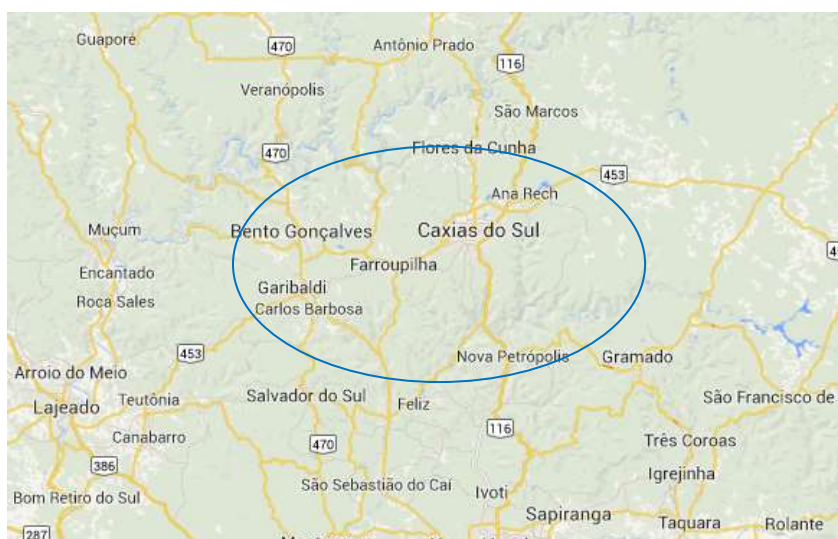 Guaporé
470
Antônio Prado
116
Veranópolis
São Marcos
470
Flores da Cunha
453
Ana Rech
Muçum
Bento Gonçalves
Caxias do Sul
Encantado
Farroupilha
Garibaldi
Roca Sales
Carlos Barbosa
453
Nova Petrópolis
Gramado
Arroio do Meio
Lajeado
Teutônia
Salvador do Sul
Feliz
São Francisco de
Canabarro
470
116
Três Coroas
386
Igrejinha
Bom Retiro do Sul
São Sebastião do Caí
Ivoti
Sapiranga
Taquara
Rolante
287